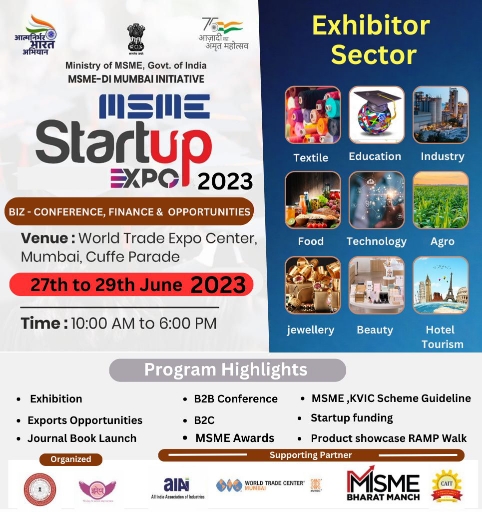 आत्मनिर्भर
भारत
अभियान
75
आज़ादी का
अमृत महोत्सव
Ministry of MSME, Govt. of India
MSME-DI MUMBAI INITIATIVE
MSME
Startup
EXPO 2023
BIZ - CONFERENCE, FINANCE & OPPORTUNITIES
Venue : World Trade Expo Center,
Mumbai, Cuffe Parade
27th to 29th June 2023
Time : 10:00 AM to 6:00 PM
Exhibitor
Sector
Textile Education Industry
Food Technology Agro
jewellery Beauty Hotel
Tourism
Program Highlights
• Exhibition
• Exports Opportunities
• Journal Book Launch
• B2B Conference
• B2C
• MSME Awards
• MSME ,KVIC Scheme Guideline
• Startup funding
• Product showcase RAMP Walk
Organized
Supporting Partner
AIAI
All India Association of Industries
WORLD TRADE CENTER
MUMBAI
MSME
BHARAT MANCH
CAIT